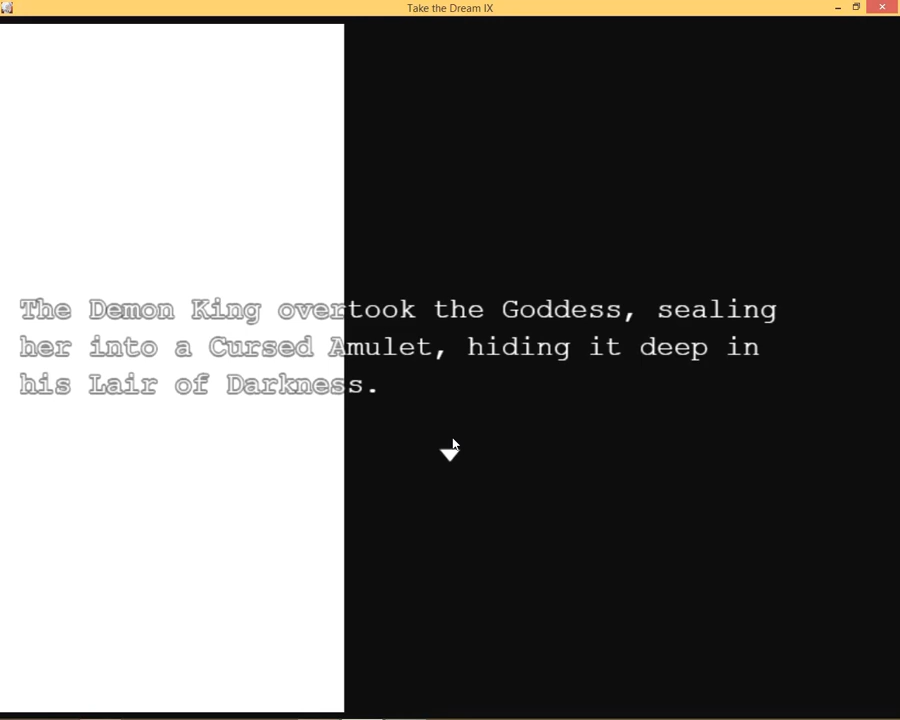 Take the Dream IX
The Demon King overtook the Goddess, sealing
her into a Cursed Amulet, hiding it deep in
his Lair of Darkness.